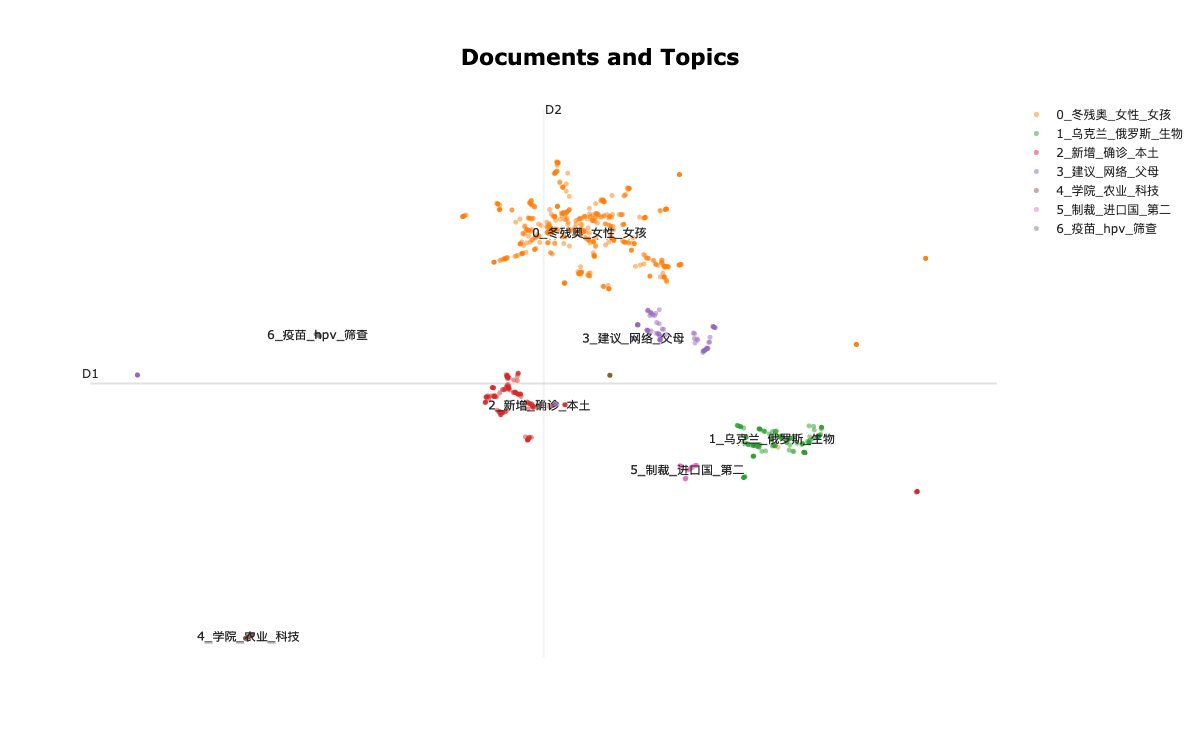 Documents and Topics
D2
D1
0_冬残奥_女性_女孩
6_疫苗_hpv_筛查
3_建议_网络_父母
2_新增_确诊_本土
1_乌克兰_俄罗斯_生物
5_制裁_进口国_第二
4_学院_农业_科技
0_冬残奥_女性_女孩
1_乌克兰_俄罗斯_生物
2_新增_确诊_本土
3_建议_网络_父母
4_学院_农业_科技
5_制裁_进口国_第二
6_疫苗_hpv_筛查